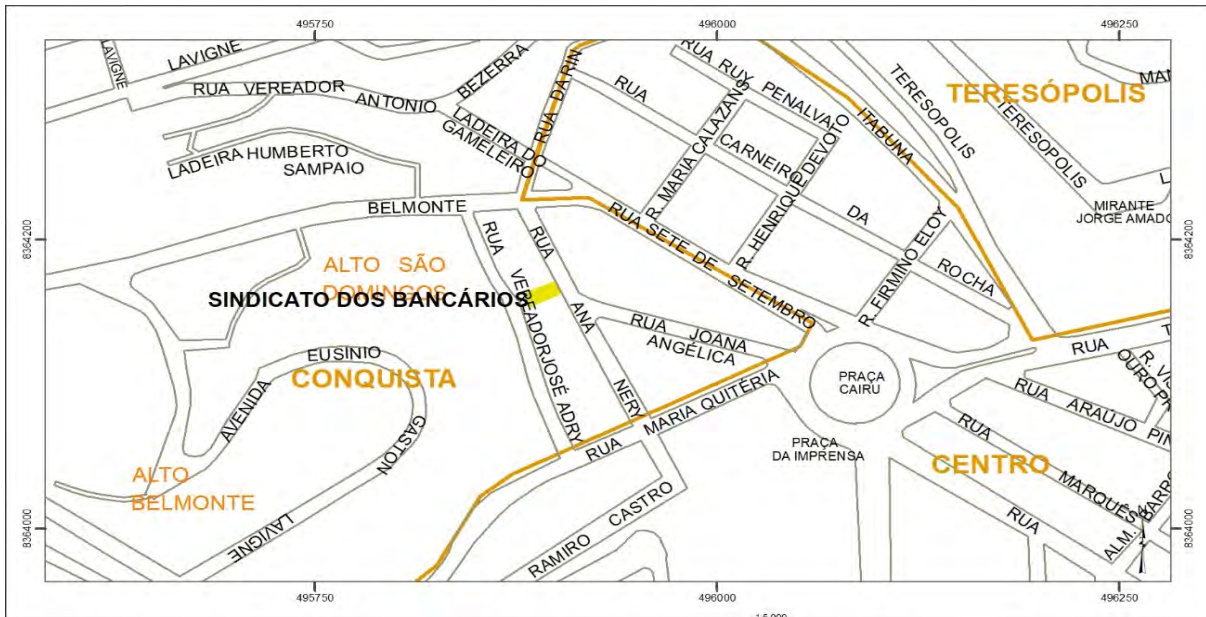 495750
496000
496250
LAVIGNE
LAVIGNE
RUA VEREADOR ANTONIO
BEZERRA
RUA DA
LADEIRA DO
GAMELEIRO
LADEIRA HUMBERTO
SAMPAIO
RUA RUY PENALVA
RUA CARNEIRO DA ROCHA
R. MARIA CALAZANS
R. HENRIQUE DEVOTO
R. FIRMINO ELOY
ITABUNA
TERESOPOLIS
TERESOPOLIS
TERESÓPOLIS
MIRANTE
JORGE AMADO
BELMONTE
8364200
8364200
RUA SETE DE SETEMBRO
ALTO SÃO
DOMINGOS
SINDICATO DOS BANCÁRIOS
RUA VEREADOR JOSÉ ADRY
RUA ANA NERY
RUA JOANA
ANGÉLICA
RUA MARIA QUITÉRIA
AVENIDA EUSINIO GASTON LAVIGNE
CONQUISTA
ALTO
BELMONTE
PRAÇA
CAIRU
PRAÇA
DA IMPRENSA
CENTRO
RUA
RUA ARAÚJO
RUA MARQUÊS
RUA
ALM.
RAMIRO CASTRO
8364000
8364000
495750
496000
496250